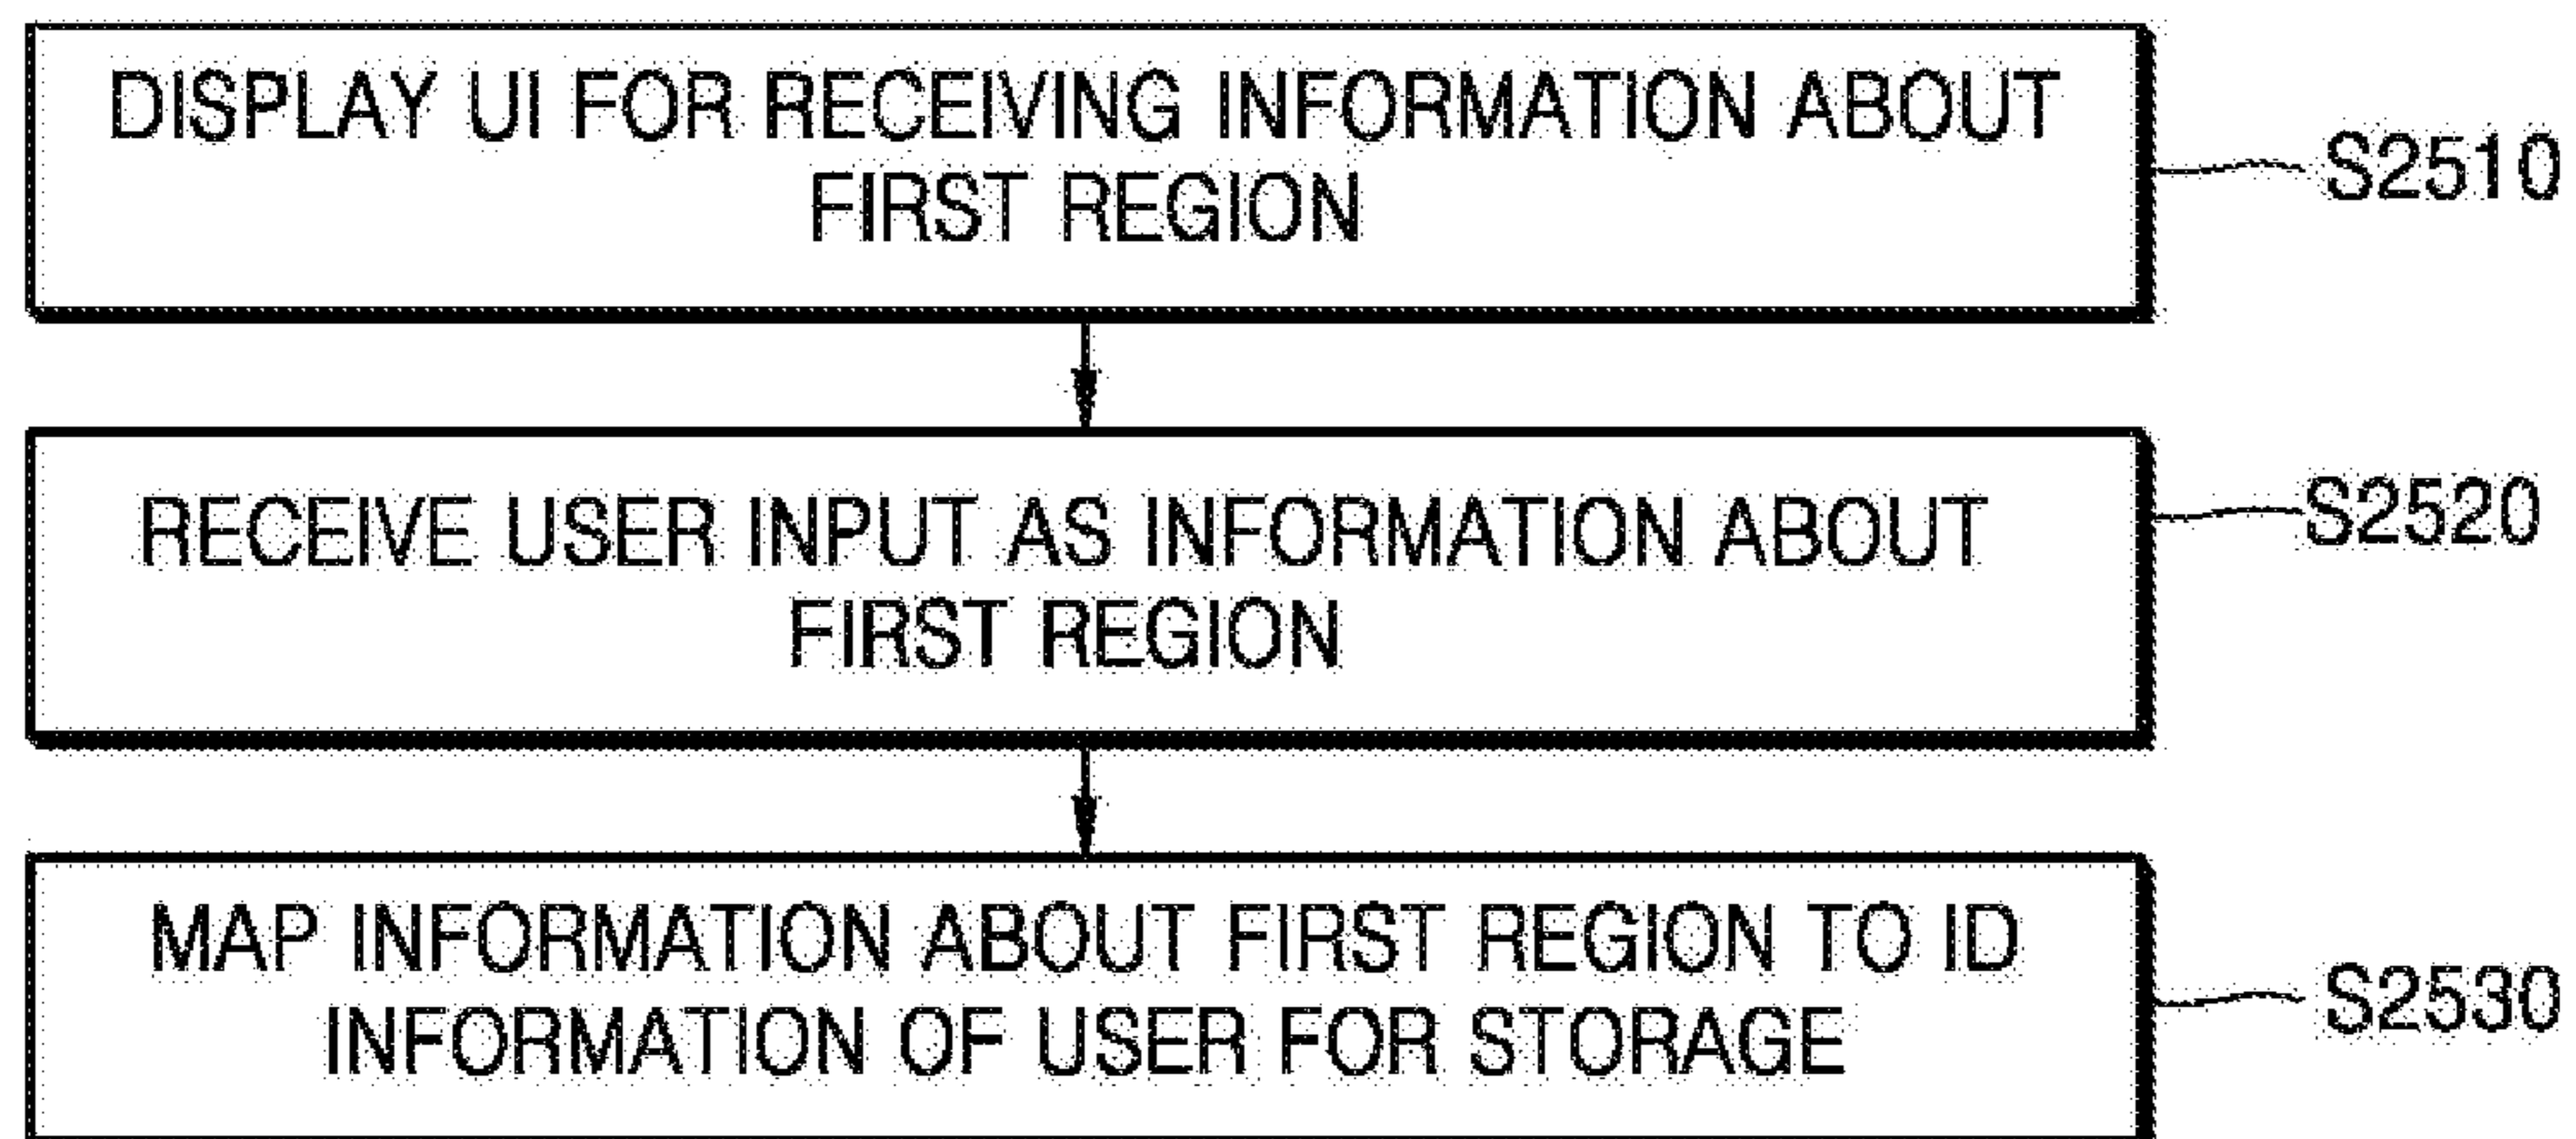 DISPLAY UI FOR RECEIVING INFORMATION ABOUT
FIRST REGION
S2510
RECEIVE USER INPUT AS INFORMATION ABOUT
FIRST REGION
S2520
MAP INFORMATION ABOUT FIRST REGION TO ID
INFORMATION OF USER FOR STORAGE
S2530